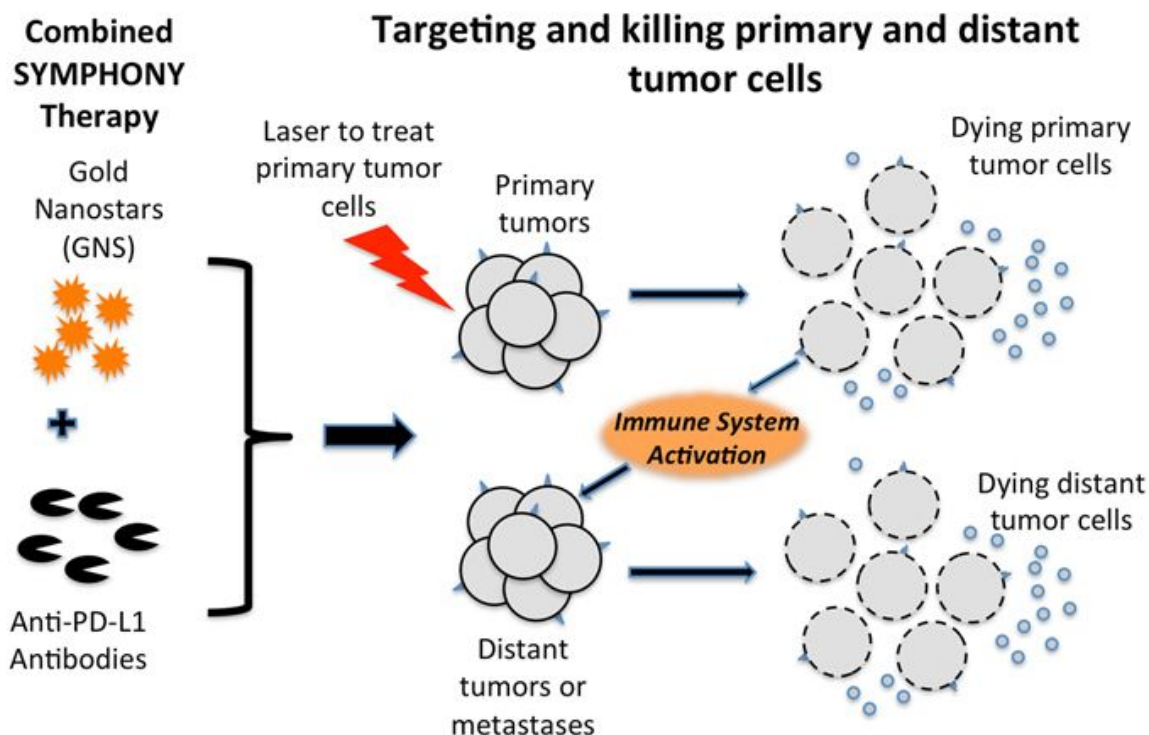 Combined
SYMPHONY
Therapy
Targeting and killing primary and distant
tumor cells
Gold
Nanostars
(GNS)
Anti-PD-L1
Antibodies
Laser to treat
primary tumor
cells
Primary
tumors
Dying primary
tumor cells
Immune System
Activation
Distant
tumors or
metastases
Dying distant
tumor cells